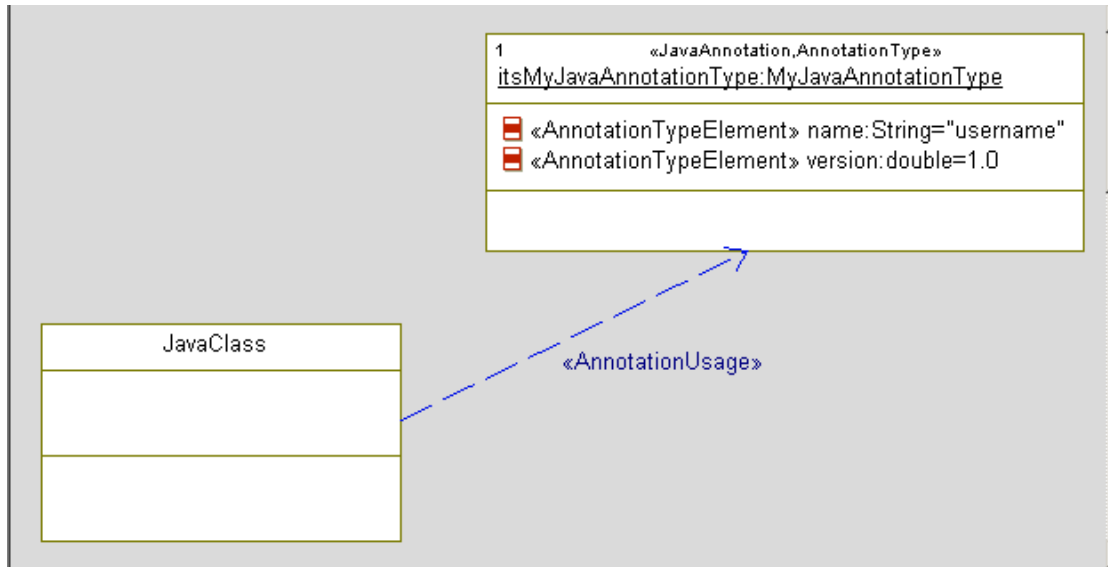 1 «JavaAnnotation,AnnotationType»
itsMyJavaAnnotationType:MyJavaAnnotationType
«AnnotationTypeElement» name:String="username"
«AnnotationTypeElement» version:double=1.0
JavaClass
«AnnotationUsage»